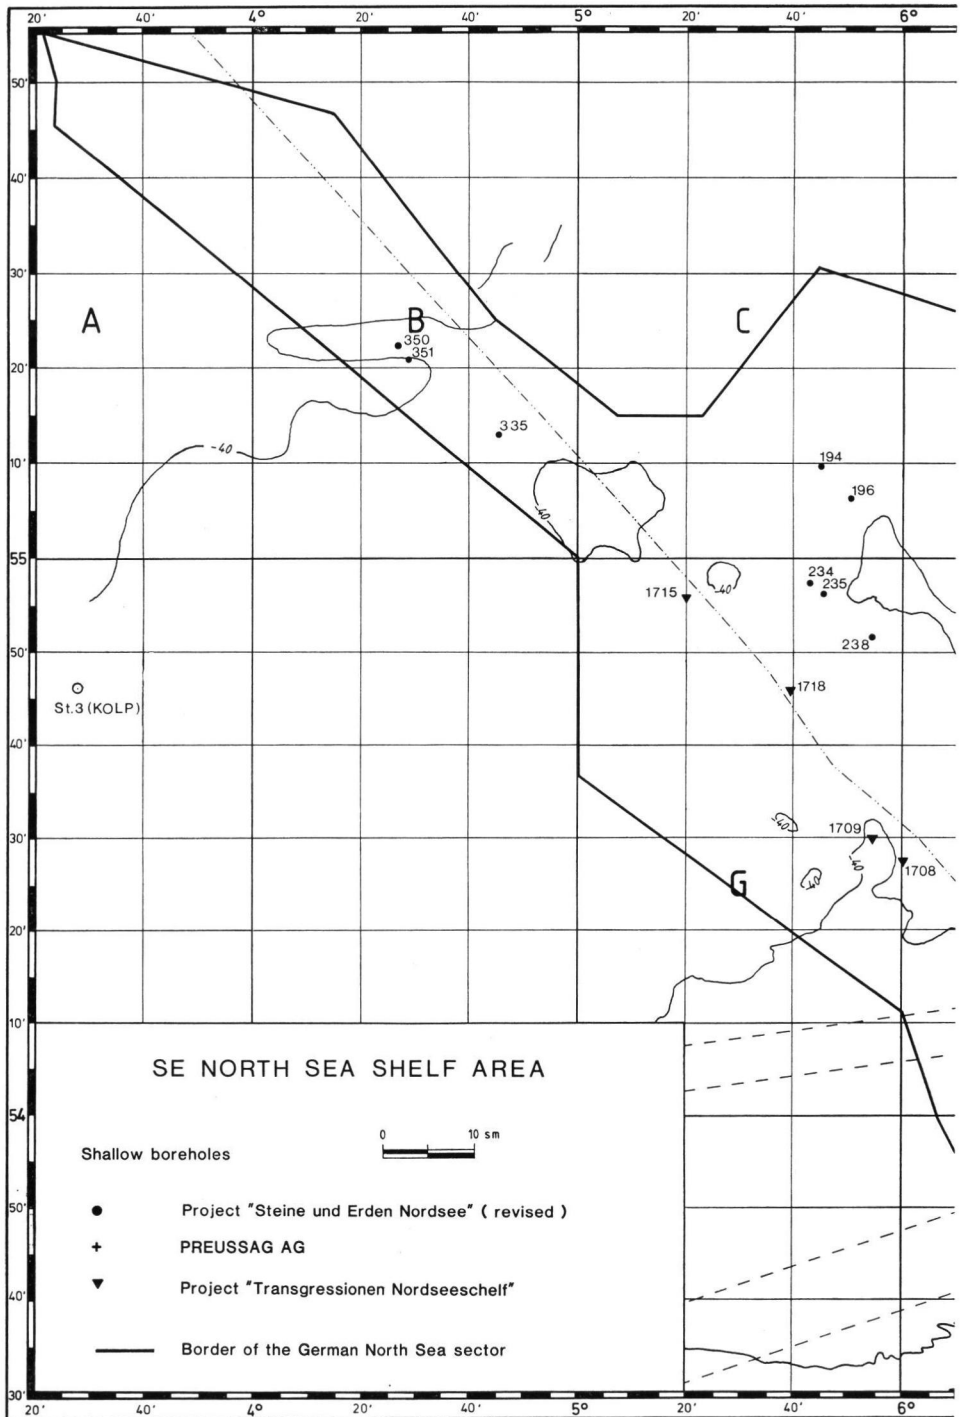 20' 40' 4° 20' 40' 5° 20' 40' 6°
50'
40'
30'
A B C
350
351
20'
335
-40
10'
194
196
-40
55
234
235
1715
-40
-40
238
50'
1718
St.3 (KOLP)
40'
-40
30'
1709
-40
1708
-40
G
20'
10'
SE NORTH SEA SHELF AREA
54
0 10 sm
Shallow boreholes
50'
Project "Steine und Erden Nordsee" ( revised )
PREUSSAG AG
40'
Project "Transgressionen Nordseeschelf"
Border of the German North Sea sector
30'
20' 40' 4° 20' 40' 5° 20' 40' 6°